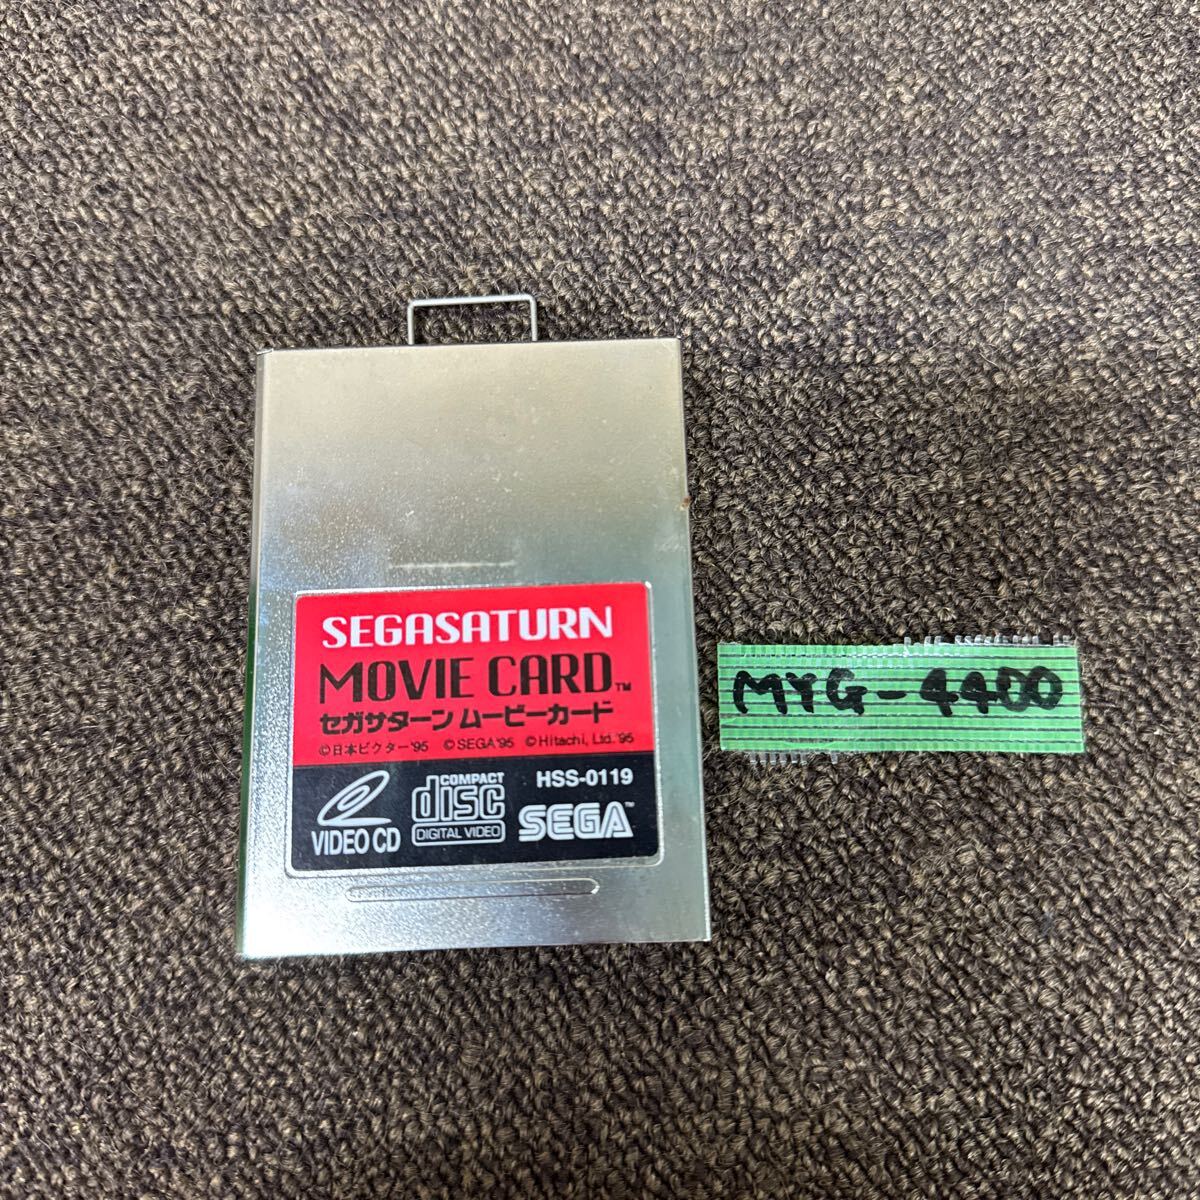 SEGASATURN
MOVIE CARD™
セガサターン ムービーカード
©日本ビクター'95 ©SEGA'95 ©Hitachi, Ltd.'95
HSS-0119
VIDEO CD
COMPACT
disc
DIGITAL VIDEO
SEGA™
MYG-4400